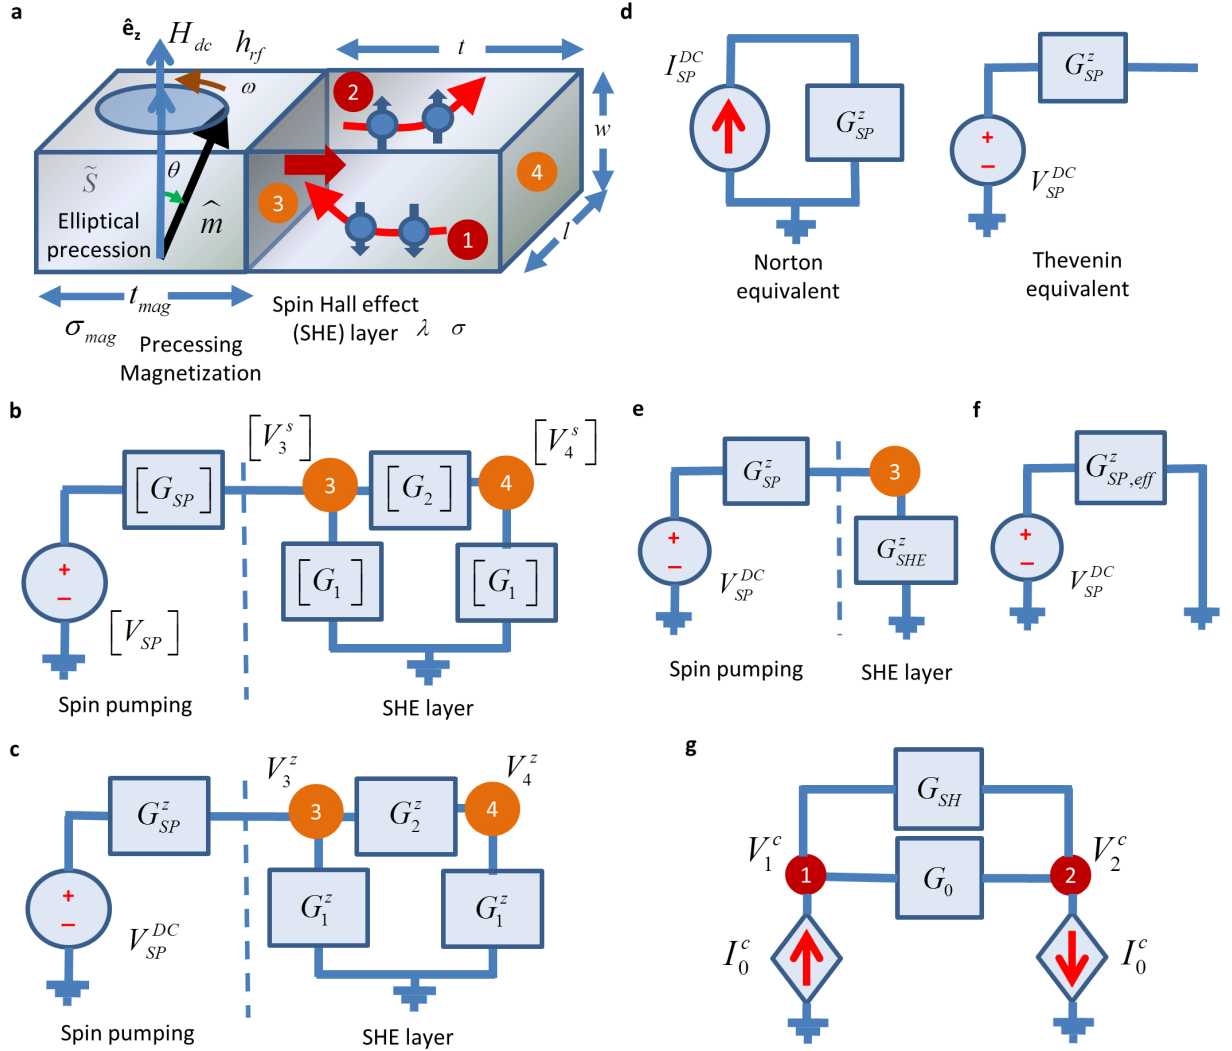 a
ê_z
H_dc
h_rf
ω
t
2
w
S̃
θ
4
3
Elliptical
precession
m̂
1
l
t_mag
Spin Hall effect
(SHE) layer λ σ
σ_mag
Precessing
Magnetization
d
I_SP^DC
G_SP^z
G_SP^z
+
−
V_SP^DC
Norton
equivalent
Thevenin
equivalent
b
[V_3^s]
[V_4^s]
[G_SP]
3
[G_2]
4
[G_1]
[G_1]
+
−
[V_SP]
Spin pumping
SHE layer
e
G_SP^z
3
+
−
V_SP^DC
G_SHE^z
Spin pumping
SHE layer
f
G_SP,eff^z
+
−
V_SP^DC
c
V_3^z
V_4^z
G_SP^z
3
G_2^z
4
G_1^z
G_1^z
+
−
V_SP^DC
Spin pumping
SHE layer
g
G_SH
V_1^c
V_2^c
1
G_0
2
I_0^c
I_0^c